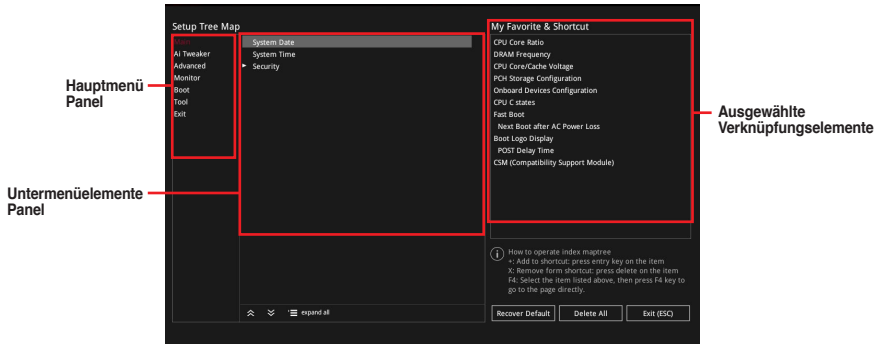 Setup Tree Map
Main
Ai Tweaker
Advanced
Monitor
Boot
Tool
Exit
System Date
System Time
Security
expand all
My Favorite & Shortcut
CPU Core Ratio
DRAM Frequency
CPU Core/Cache Voltage
PCH Storage Configuration
Onboard Devices Configuration
CPU C states
Fast Boot
Next Boot after AC Power Loss
Boot Logo Display
POST Delay Time
CSM (Compatibility Support Module)
How to operate index maptree
+: Add to shortcut: press entry key on the item
X: Remove form shortcut: press delete on the item
F4: Select the item listed above, then press F4 key to
go to the page directly.
Recover Default
Delete All
Exit (ESC)
Hauptmenü
Panel
Untermenüelemente
Panel
Ausgewählte
Verknüpfungselemente